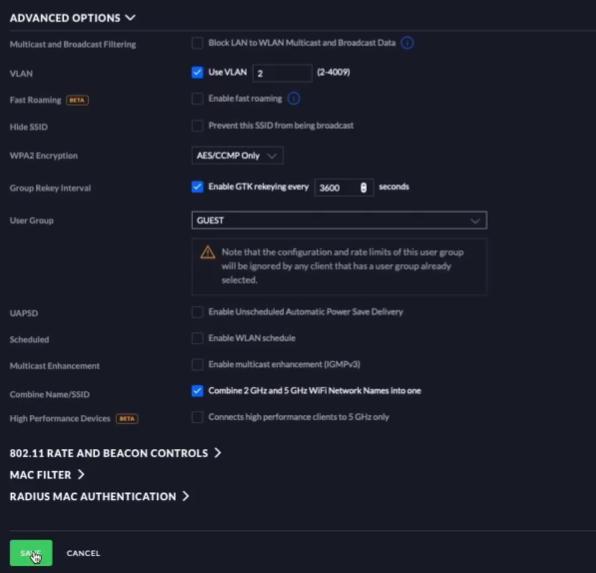 ADVANCED OPTIONS
Multicast and Broadcast Filtering Block LAN to WLAN Multicast and Broadcast Data
VLAN Use VLAN 2 (2-4009)
Fast Roaming BETA Enable fast roaming
Hide SSID Prevent this SSID from being broadcast
WPA2 Encryption AES/CCMP Only
Group Rekey Interval Enable GTK rekeying every 3600 seconds
User Group GUEST
Note that the configuration and rate limits of this user group
will be ignored by any client that has a user group already
selected.
UAPSD Enable Unscheduled Automatic Power Save Delivery
Scheduled Enable WLAN schedule
Multicast Enhancement Enable multicast enhancement (IGMPv3)
Combine Name/SSID Combine 2 GHz and 5 GHz WiFi Network Names into one
High Performance Devices BETA Connects high performance clients to 5 GHz only
802.11 RATE AND BEACON CONTROLS
MAC FILTER
RADIUS MAC AUTHENTICATION
SAVE CANCEL